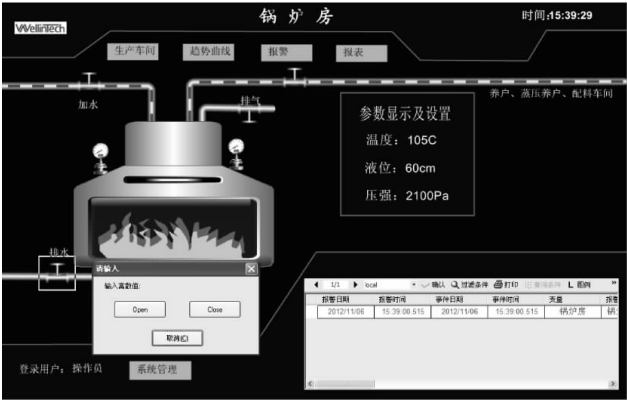 WellinTech
锅 炉 房
时间:15:39:29
生产车间 趋势曲线 报警 报表
加水
排气
养户、蒸压养户、配料车间
参数显示及设置
温度：105C
液位：60cm
压强：2100Pa
排水
请输入
输入离散值:
Open Close
取消(C)
1/1 local 确认 过滤条件 打印 查询条件 图例 »
报警日期 报警时间 事件日期 事件时间 变量 报警
2012/11/06 15:39:00.515 2012/11/06 15:39:00.515 锅炉房 锅
登录用户：操作员 系统管理